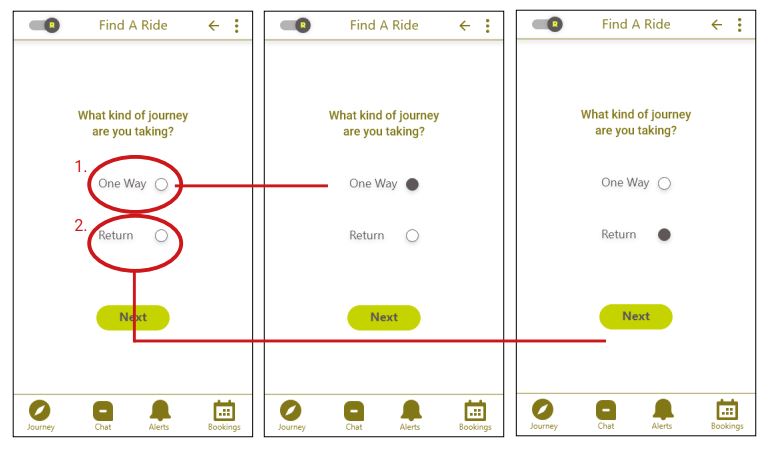 R
Find A Ride
What kind of journey
are you taking?
1.
One Way
2.
Return
Next
Journey
Chat
Alerts
Bookings
R
Find A Ride
What kind of journey
are you taking?
One Way
Return
Next
Journey
Chat
Alerts
Bookings
R
Find A Ride
What kind of journey
are you taking?
One Way
Return
Next
Journey
Chat
Alerts
Bookings